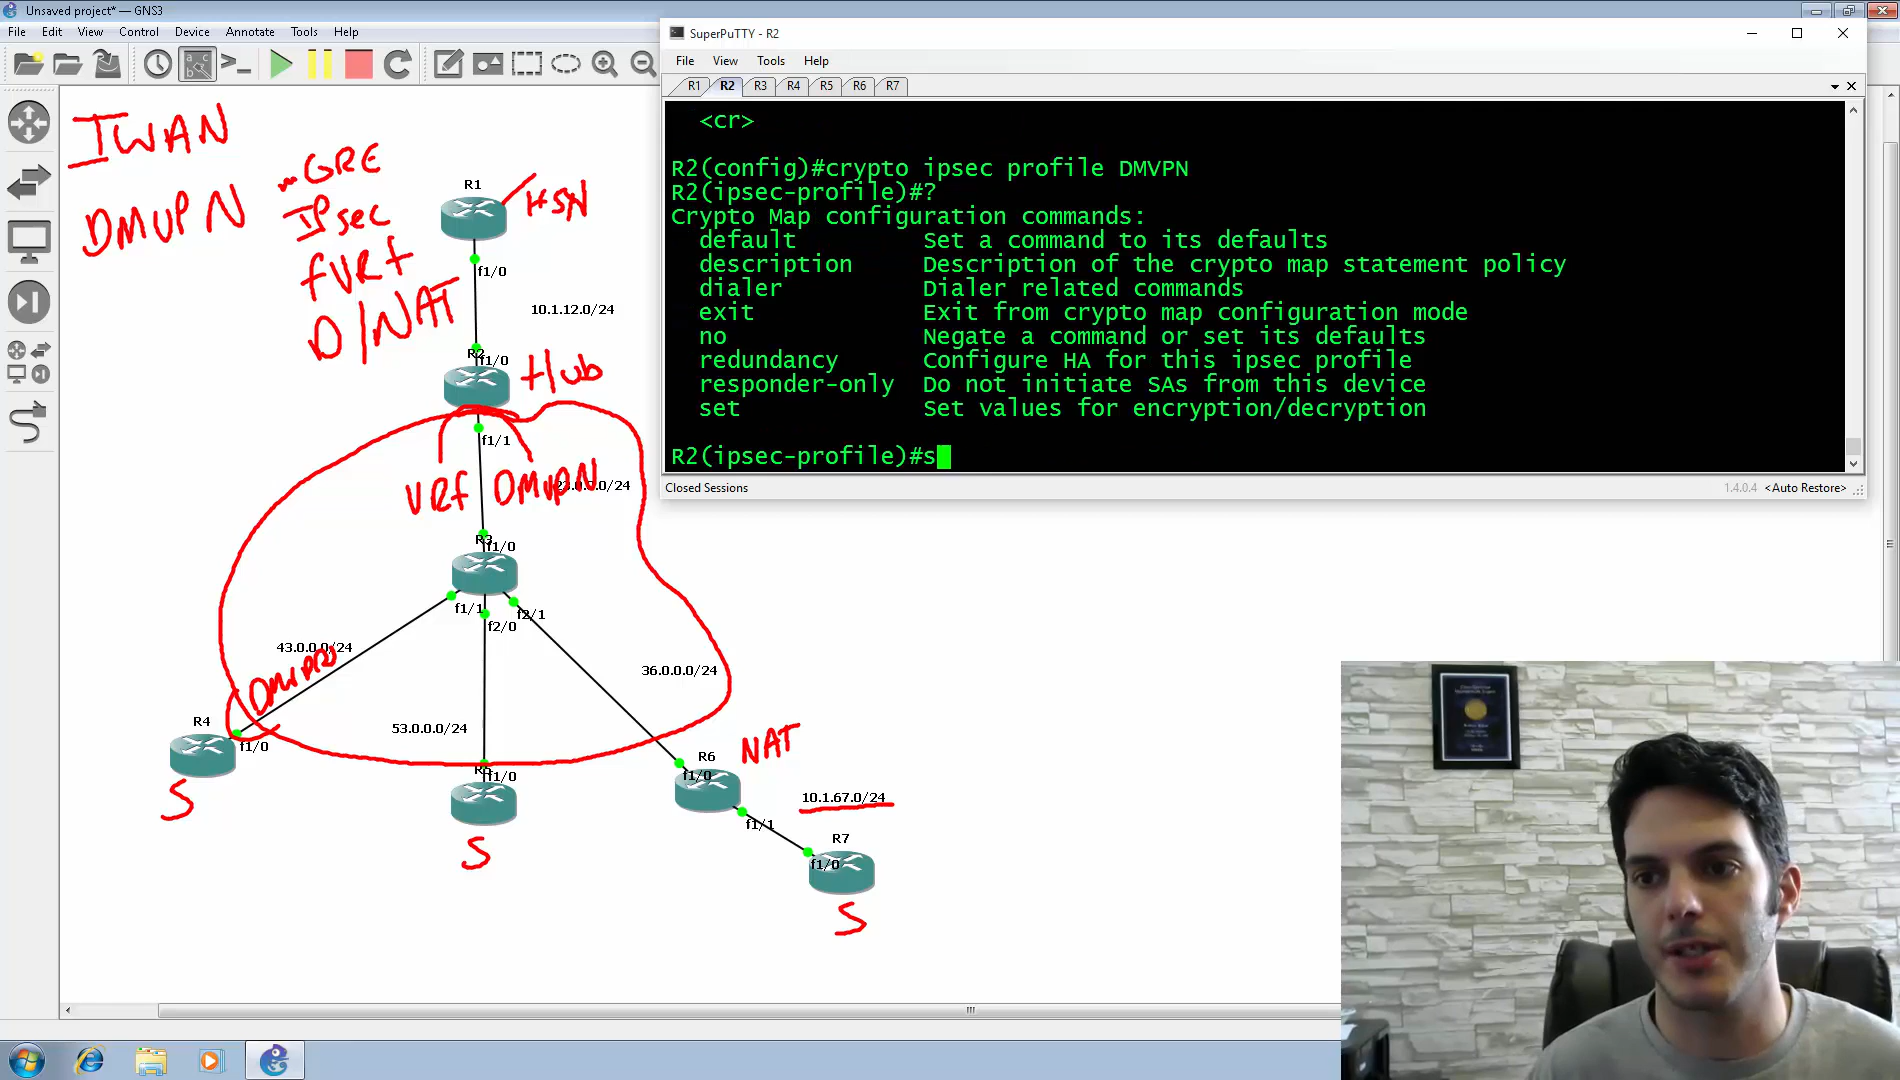 Unsaved project* — GNS3
File Edit View Control Device Annotate Tools Help
SuperPuTTY - R2
File View Tools Help
R1 R2 R3 R4 R5 R6 R7
<cr>
R2(config)#crypto ipsec profile DMVPN
R2(ipsec-profile)#?
Crypto Map configuration commands:
default Set a command to its defaults
description Description of the crypto map statement policy
dialer Dialer related commands
exit Exit from crypto map configuration mode
no Negate a command or set its defaults
redundancy Configure HA for this ipsec profile
responder-only Do not initiate SAs from this device
set Set values for encryption/decryption
R2(ipsec-profile)#s
Closed Sessions
1.4.0.4 <Auto Restore>
IWAN
DMVPN
mGRE
IPsec
fVRf
D/NAT
R1
f1/0
10.1.12.0/24
f1/0
R2
Hub
f1/1
VRf DMVPN
R3
f1/0
f1/1
f2/1
f2/0
43.0.0.0/24
36.0.0.0/24
53.0.0.0/24
R4
f1/0
S
f1/0
S
R6
NAT
f1/0
10.1.67.0/24
f1/1
R7
f1/0
S